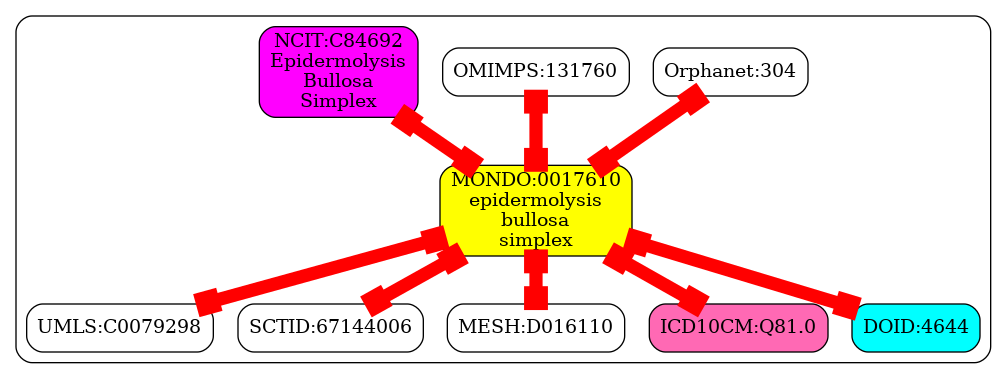 NCIT:C84692
Epidermolysis
Bullosa
Simplex
OMIMPS:131760
Orphanet:304
MONDO:0017610
epidermolysis
bullosa
simplex
UMLS:C0079298
SCTID:67144006
MESH:D016110
ICD10CM:Q81.0
DOID:4644